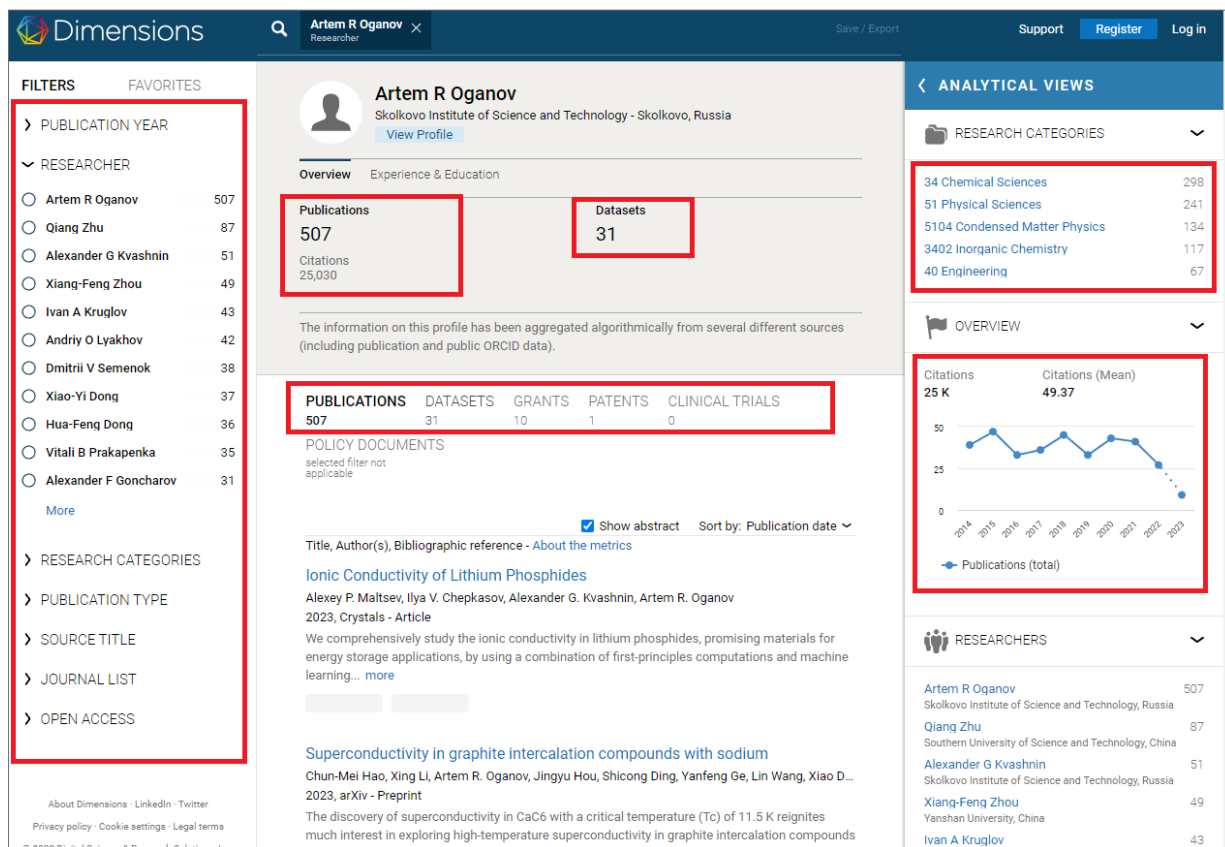 Dimensions
Artem R Oganov
Researcher
Save / Export
Support
Register
Log in
FILTERS
FAVORITES
PUBLICATION YEAR
RESEARCHER
Artem R Oganov 507
Qiang Zhu 87
Alexander G Kvashnin 51
Xiang-Feng Zhou 49
Ivan A Kruglov 43
Andriy O Lyakhov 42
Dmitrii V Semenok 38
Xiao-Yi Dong 37
Hua-Feng Dong 36
Vitali B Prakapenka 35
Alexander F Goncharov 31
More
RESEARCH CATEGORIES
PUBLICATION TYPE
SOURCE TITLE
JOURNAL LIST
OPEN ACCESS
About Dimensions · LinkedIn · Twitter
Privacy policy · Cookie settings · Legal terms
Artem R Oganov
Skolkovo Institute of Science and Technology - Skolkovo, Russia
View Profile
Overview
Experience & Education
Publications
507
Citations
25,030
Datasets
31
The information on this profile has been aggregated algorithmically from several different sources
(including publication and public ORCID data).
PUBLICATIONS DATASETS GRANTS PATENTS CLINICAL TRIALS
507 31 10 1 0
POLICY DOCUMENTS
selected filter not
applicable
Show abstract Sort by: Publication date
Title, Author(s), Bibliographic reference - About the metrics
Ionic Conductivity of Lithium Phosphides
Alexey P. Maltsev, Ilya V. Chepkasov, Alexander G. Kvashnin, Artem R. Oganov
2023, Crystals - Article
We comprehensively study the ionic conductivity in lithium phosphides, promising materials for
energy storage applications, by using a combination of first-principles computations and machine
learning... more
Superconductivity in graphite intercalation compounds with sodium
Chun-Mei Hao, Xing Li, Artem R. Oganov, Jingyu Hou, Shicong Ding, Yanfeng Ge, Lin Wang, Xiao D...
2023, arXiv - Preprint
The discovery of superconductivity in CaC6 with a critical temperature (Tc) of 11.5 K reignites
much interest in exploring high-temperature superconductivity in graphite intercalation compounds
ANALYTICAL VIEWS
RESEARCH CATEGORIES
34 Chemical Sciences 298
51 Physical Sciences 241
5104 Condensed Matter Physics 134
3402 Inorganic Chemistry 117
40 Engineering 67
OVERVIEW
Citations Citations (Mean)
25 K 49.37
50
25
0
2014 2015 2016 2017 2018 2019 2020 2021 2022 2023
Publications (total)
RESEARCHERS
Artem R Oganov 507
Skolkovo Institute of Science and Technology, Russia
Qiang Zhu 87
Southern University of Science and Technology, China
Alexander G Kvashnin 51
Skolkovo Institute of Science and Technology, Russia
Xiang-Feng Zhou 49
Yanshan University, China
Ivan A Kruglov 43